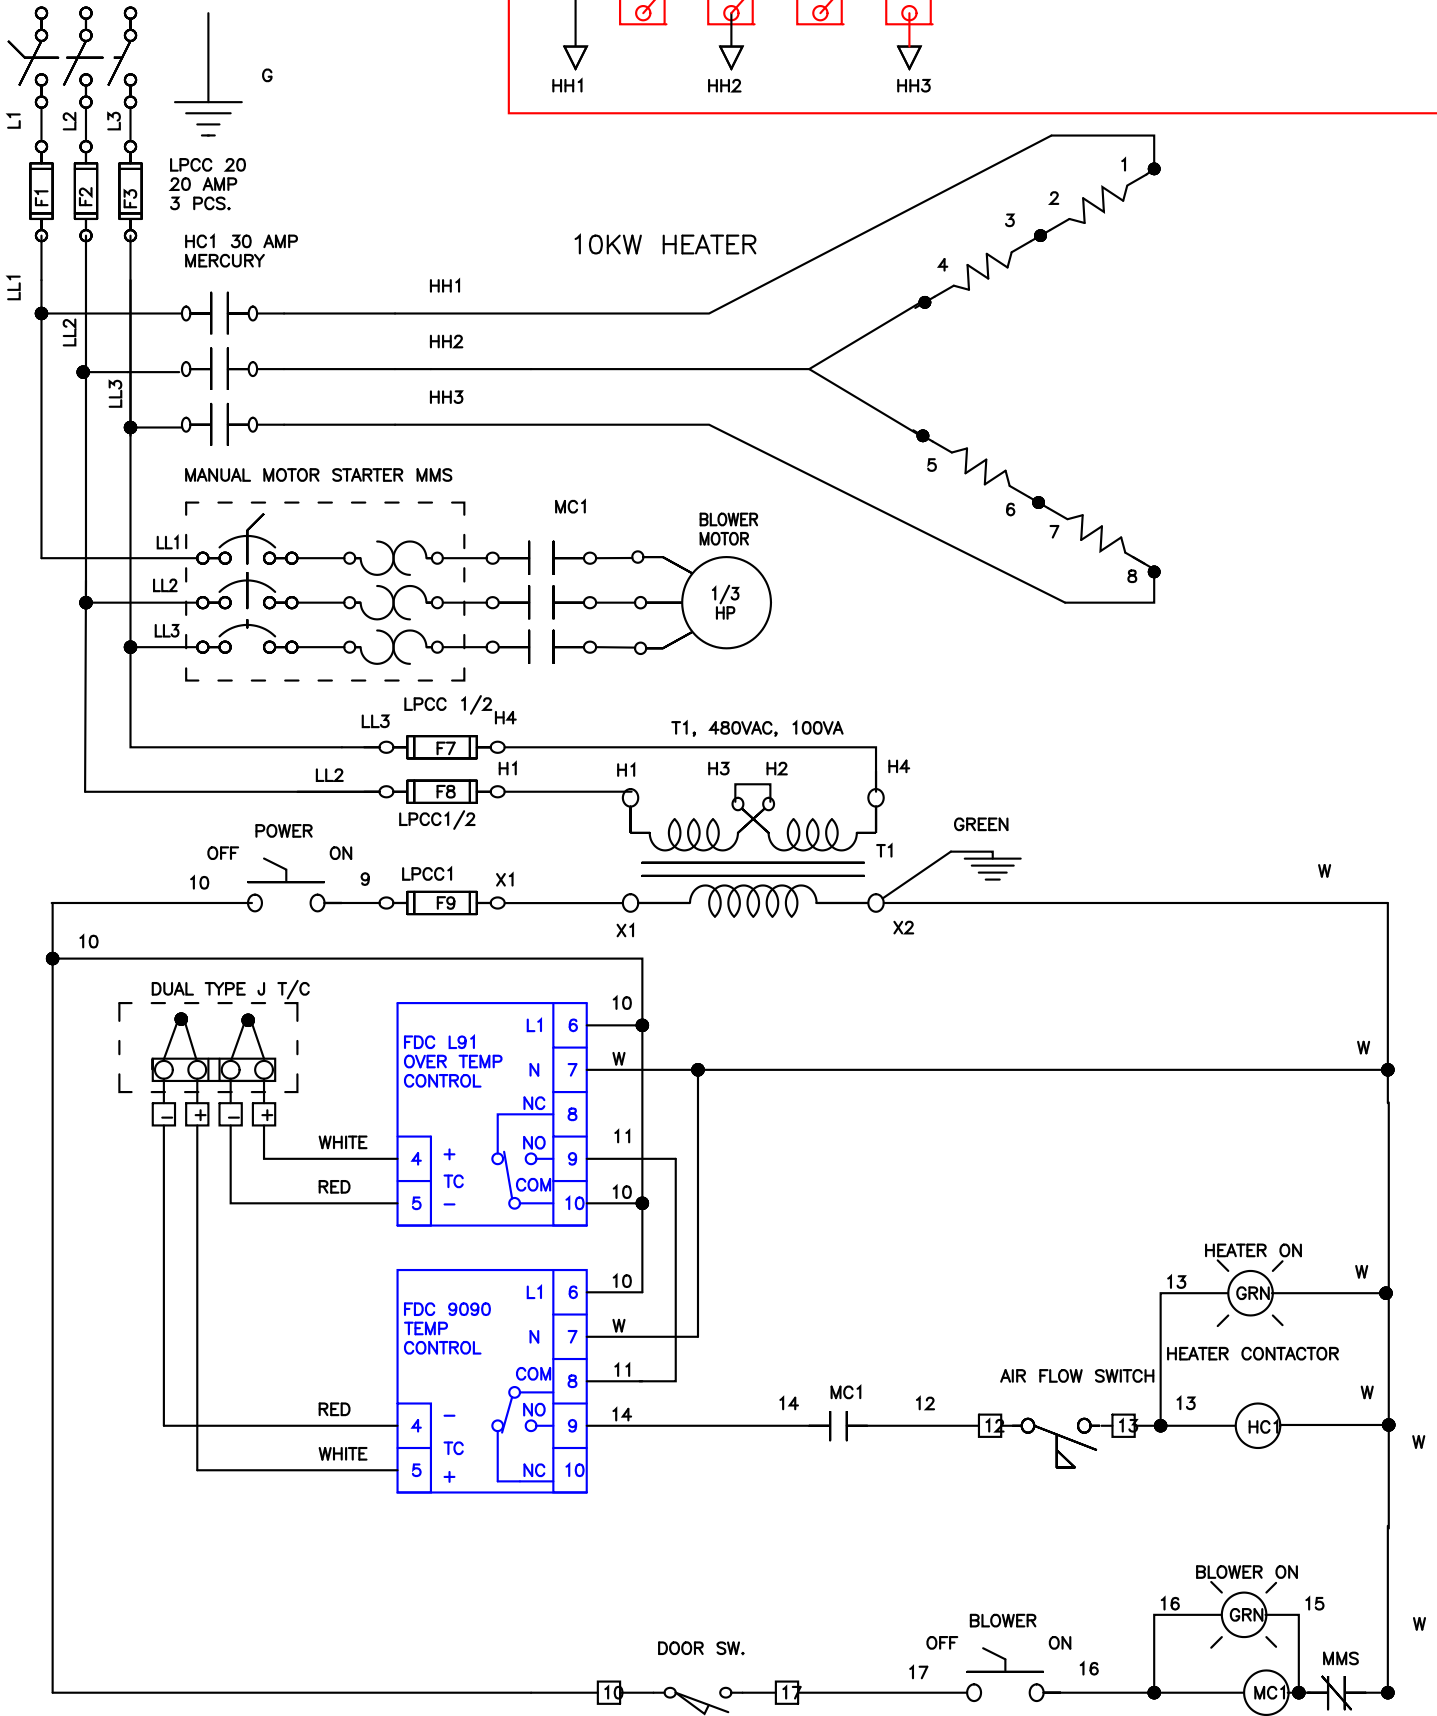 HH1
HH2
HH3
G
L1
L2
L3
F1
F2
F3
LPCC 20
20 AMP
3 PCS.
HC1 30 AMP
MERCURY
10KW HEATER
1
2
3
4
LL1
LL2
LL3
HH1
HH2
HH3
5
6
7
8
MANUAL MOTOR STARTER MMS
MC1
BLOWER
MOTOR
LL1
LL2
LL3
1/3
HP
LPCC 1/2
LL3
H4
F7
T1, 480VAC, 100VA
LL2
H1
F8
LPCC1/2
H1
H3
H2
H4
T1
GREEN
POWER
OFF
ON
10
9
LPCC1
X1
F9
X1
X2
W
10
DUAL TYPE J T/C
FDC L91
OVER TEMP
CONTROL
L1
6
10
N
7
W
W
NC
8
NO
9
11
COM
10
10
4
+
TC
5
-
-
+
-
+
WHITE
RED
FDC 9090
TEMP
CONTROL
L1
6
10
N
7
W
COM
8
11
NO
9
14
NC
10
4
-
TC
5
+
RED
WHITE
14
MC1
12
12
AIR FLOW SWITCH
13
13
HEATER ON
13
GRN
W
HEATER CONTACTOR
HC1
W
W
BLOWER ON
16
GRN
15
W
DOOR SW.
10
17
17
BLOWER
OFF
ON
16
MC1
MMS